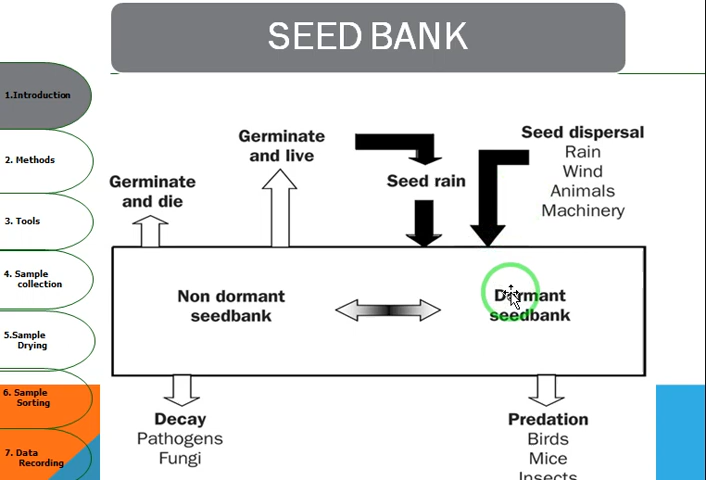 SEED BANK
1.Introduction
2. Methods
3. Tools
4. Sample
collection
5.Sample
Drying
6. Sample
Sorting
7. Data
Recording
Germinate
and die
Germinate
and live
Seed rain
Seed dispersal
Rain
Wind
Animals
Machinery
Non dormant
seedbank
Dormant
seedbank
Decay
Pathogens
Fungi
Predation
Birds
Mice
Insects